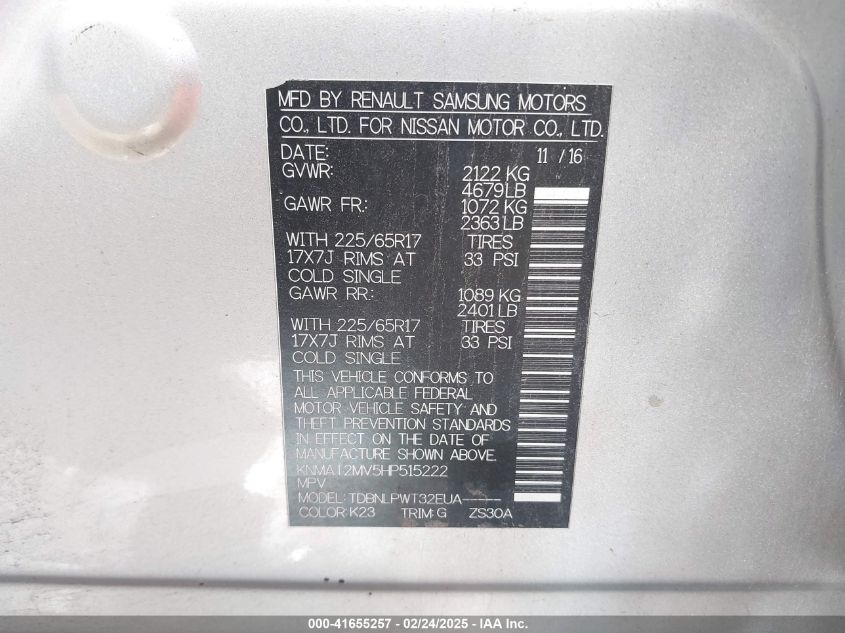 MFD BY RENAULT SAMSUNG MOTORS
CO., LTD. FOR NISSAN MOTOR CO., LTD.
DATE: 11 / 16
GVWR: 2122 KG
4679 LB
GAWR FR.: 1072 KG
2363 LB
WITH 225/65R17 TIRES
17X7J RIMS AT 33 PSI
COLD SINGLE
GAWR RR.: 1089 KG
2401 LB
WITH 225/65R17 TIRES
17X7J RIMS AT 33 PSI
COLD SINGLE
THIS VEHICLE CONFORMS TO
ALL APPLICABLE FEDERAL
MOTOR VEHICLE SAFETY AND
THEFT PREVENTION STANDARDS
IN EFFECT ON THE DATE OF
MANUFACTURE SHOWN ABOVE.
KNMAT2MV5HP515222
MPV
MODEL: TDBNLPWT32EUA-----
COLOR: K23 TRIM: G ZS30A
000-41655257 - 02/24/2025 - IAA Inc.